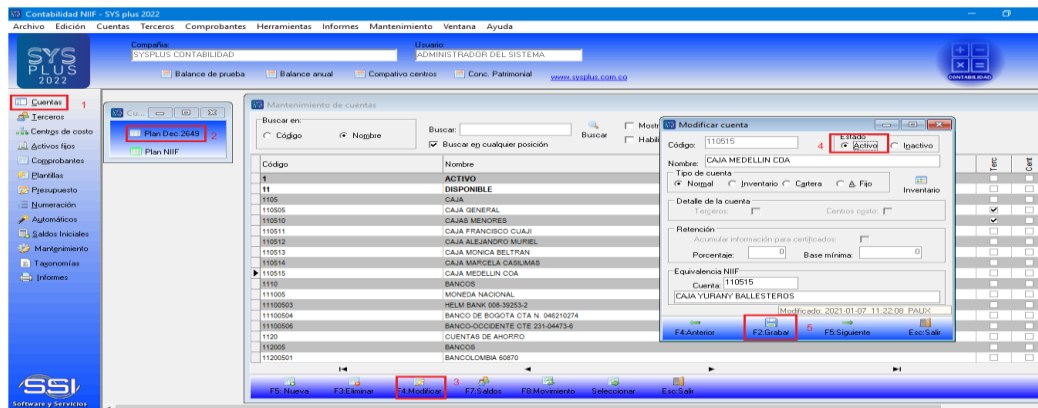 Contabilidad NIIF - SYS plus 2022
Archivo Edición Cuentas Terceros Comprobantes Herramientas Informes Mantenimiento Ventana Ayuda
SYS
PLUS
2022
Compañia:
SYSPLUS CONTABILIDAD
Usuario:
ADMINISTRADOR DEL SISTEMA
Balance de prueba Balance anual Compativo centros Conc. Patrimonial www.sysplus.com.co
CONTABILIDAD
Cuentas 1
Terceros
Centros de costo
Activos fijos
Comprobantes
Plantillas
Presupuesto
Numeración
Automáticos
Saldos Iniciales
Mantenimiento
Taxonomías
Informes
SSI
Software y Servicios
Cu...
Plan Dec.2649 2
Plan NIIF
Mantenimiento de cuentas
Buscar en:
Código Nombre
Buscar:
Buscar en cualquier posición
Buscar
Mostr
Habili
Código Nombre Terc Cent
1 ACTIVO
11 DISPONIBLE
1105 CAJA
110505 CAJA GENERAL
110510 CAJAS MENORES
110511 CAJA FRANCISCO CUAJI
110512 CAJA ALEJANDRO MURIEL
110513 CAJA MONICA BELTRAN
110514 CAJA MARCELA CASILIMAS
110515 CAJA MEDELLIN COA
1110 BANCOS
111005 MONEDA NACIONAL
11100503 HELM BANK 008-39253-2
11100504 BANCO DE BOGOTÁ CTA N. 046210274
11100506 BANCO-OCCIDENTE CTE 231-04473-6
1120 CUENTAS DE AHORRO
112005 BANCOS
11200501 BANCOLOMBIA 60870
F5: Nueva F3:Eliminar F4:Modificar 3 F7:Saldos F8:Movimiento Seleccionar Esc:Salir
Modificar cuenta
Código: 110515
4
Estado
Activo Inactivo
Nombre: CAJA MEDELLIN COA
Tipo de cuenta
Normal Inventario Cartera A. Fijo
Inventario
Detalle de la cuenta
Terceros: Centros costo:
Retención
Acumular información para certificados:
Porcentaje: 0 Base mínima: 0
Equivalencia NIIF
Cuenta: 110515
CAJA YURANY BALLESTEROS
Modificado: 2021-01-07 11:22:08 PAUX
F4:Anterior F2:Grabar 5 F5:Siguiente Esc:Salir